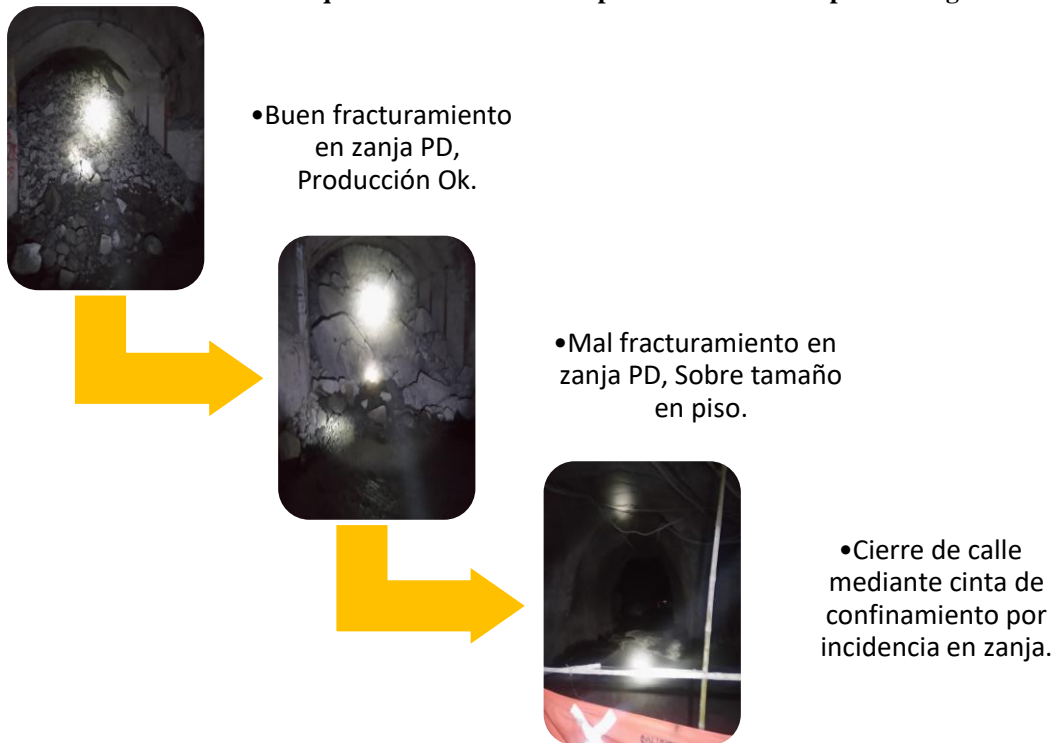 •Buen fracturamiento
en zanja PD,
Producción Ok.
•Mal fracturamiento en
zanja PD, Sobre tamaño
en piso.
•Cierre de calle
mediante cinta de
confinamiento por
incidencia en zanja.